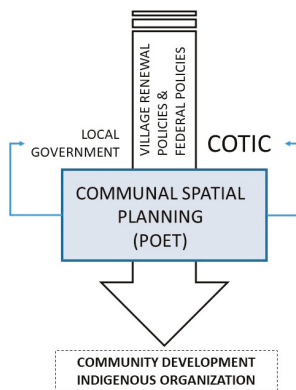 VILLAGE RENEWAL
POLICIES &
FEDERAL POLICIES
LOCAL
GOVERNMENT
COTIC
COMMUNAL SPATIAL
PLANNING
(POET)
COMMUNITY DEVELOPMENT
INDIGENOUS ORGANIZATION